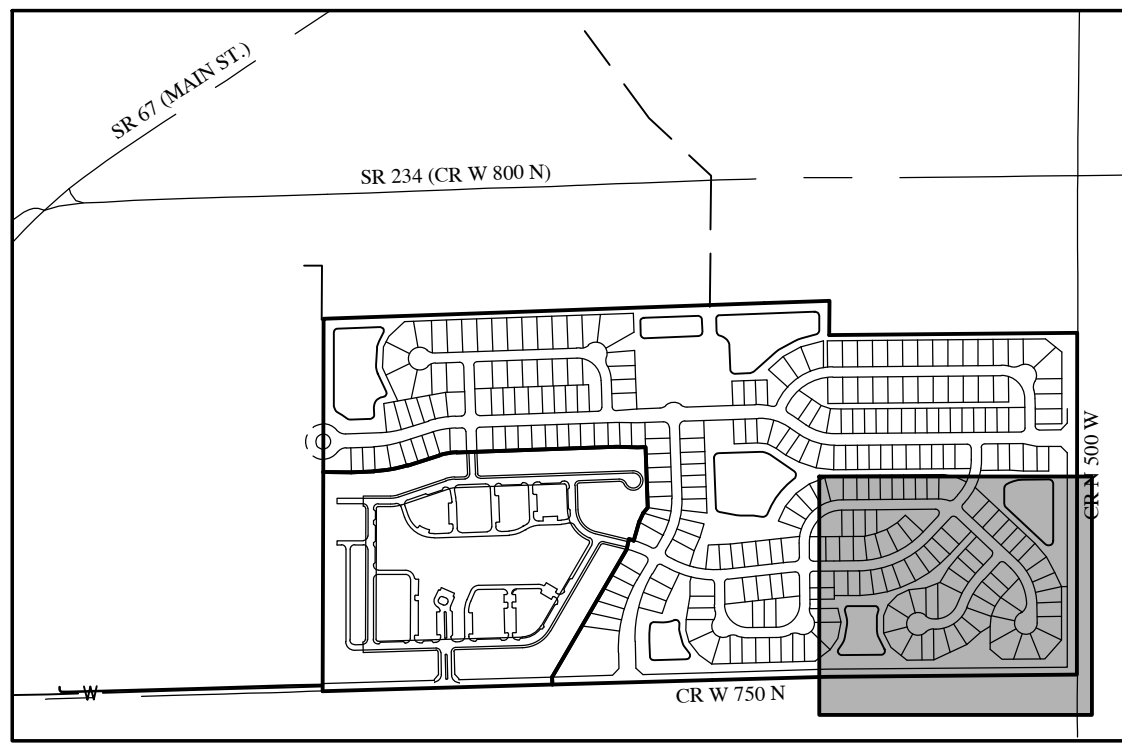 SR 67 (MAIN ST.)
SR 234 (CR W 800 N)
CR N 500 W
W
CR W 750 N